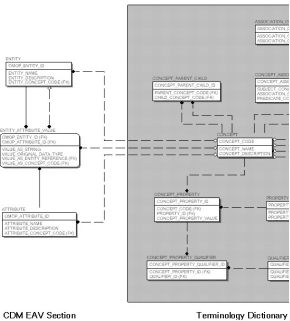 ENTITY
OMOP_ENTITY_ID
ENTITY_NAME
ENTITY_DESCRIPTION
ENTITY_CONCEPT_CODE (FK)
ENTITY_ATTRIBUTE_VALUE
OMOP_ENTITY_ID (FK)
OMOP_ATTRIBUTE_ID (FK)
VALUE_AS_STRING
VALUE_ORIGINAL_DATA_TYPE
VALUE_AS_ENTITY_REFERENCE (FK)
VALUE_AS_CONCEPT_CODE (FK)
ATTRIBUTE
OMOP_ATTRIBUTE_ID
ATTRIBUTE_NAME
ATTRIBUTE_DESCRIPTION
ATTRIBUTE_CONCEPT_CODE (FK)
CONCEPT_PARENT_CHILD
CONCEPT_PARENT_CHILD_ID
PARENT_CONCEPT_CODE (FK)
CHILD_CONCEPT_CODE (FK)
CONCEPT
CONCEPT_CODE
CONCEPT_NAME
CONCEPT_DESCRIPTION
CONCEPT_PROPERTY
CONCEPT_PROPERTY_ID
CONCEPT_CODE (FK)
PROPERTY_ID (FK)
CONCEPT_PROPERTY_VALUE
CONCEPT_PROPERTY_QUALIFIER
CONCEPT_PROPERTY_QUALIFIER_ID
CONCEPT_PROPERTY_ID (FK)
QUALIFIER_ID (FK)
PROPERTY
CDM EAV Section
Terminology Dictionary